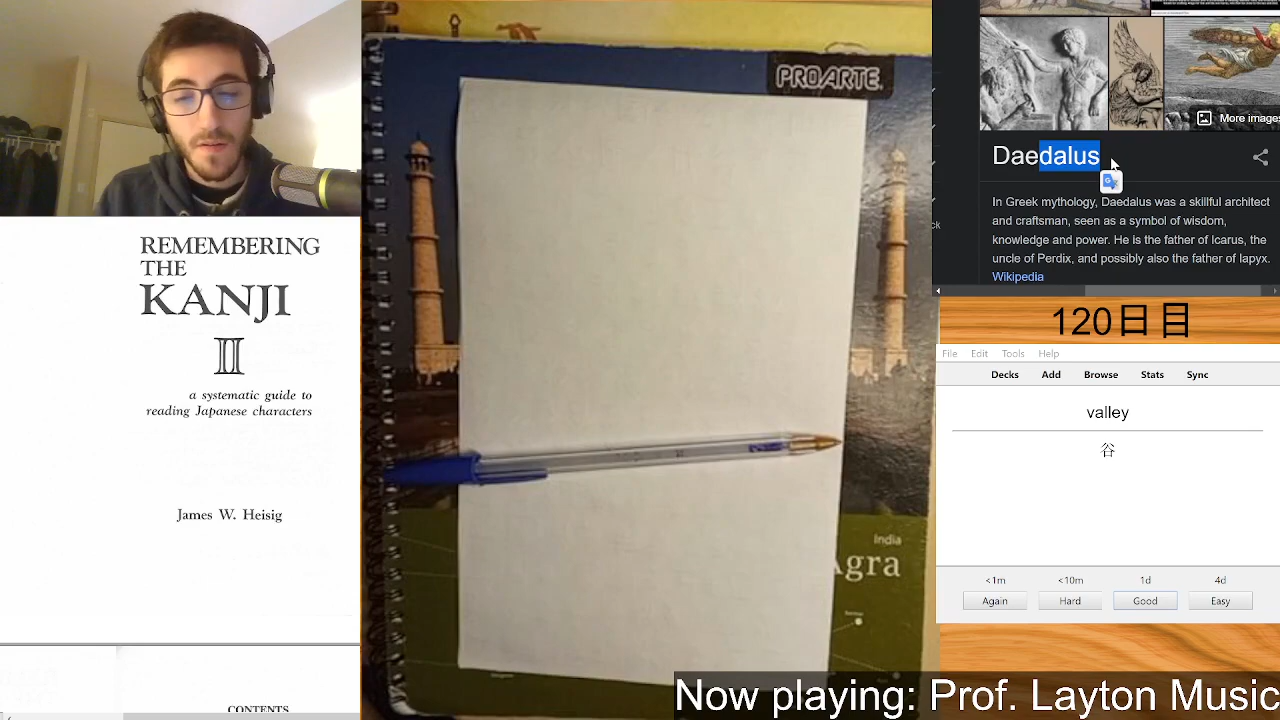 REMEMBERING
THE
KANJI
II
a systematic guide to
reading Japanese characters
James W. Heisig
CONTENTS
PROARTE
India
Agra
More images
Daedalus
In Greek mythology, Daedalus was a skillful architect
and craftsman, seen as a symbol of wisdom,
knowledge and power. He is the father of Icarus, the
uncle of Perdix, and possibly also the father of Iapyx.
Wikipedia
120日目
File Edit Tools Help
Decks Add Browse Stats Sync
valley
谷
<1m <10m 1d 4d
Again Hard Good Easy
Now playing: Prof. Layton Music